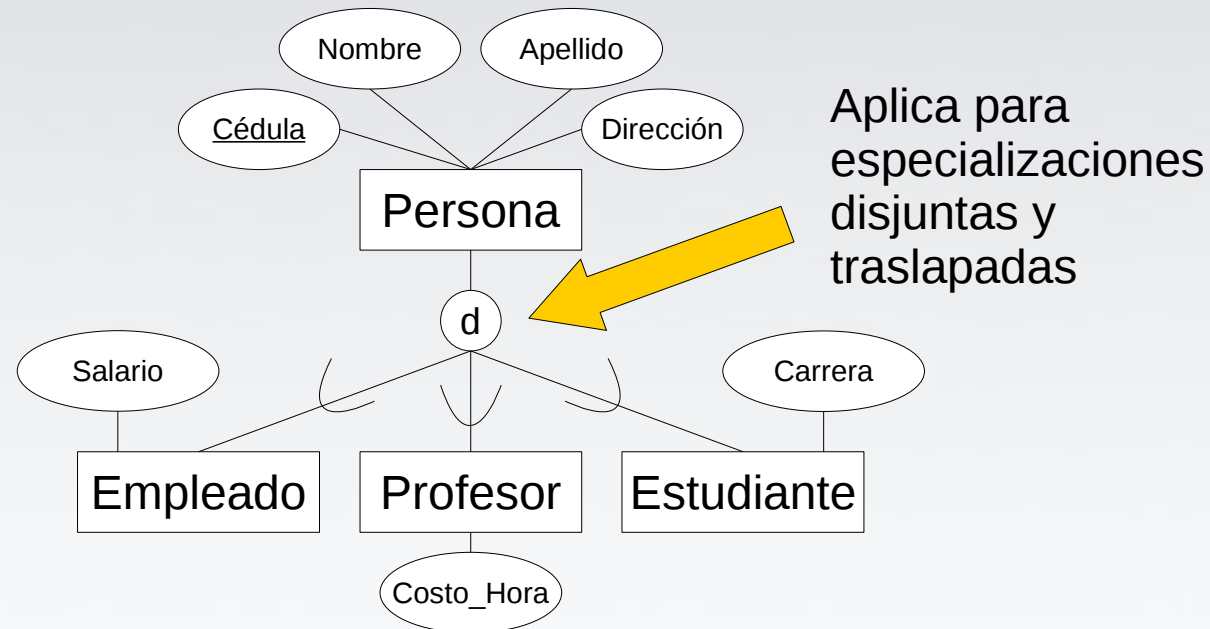 Nombre
Apellido
Cédula
Dirección
Aplica para
especializaciones
disjuntas y
traslapadas
Persona
d
Salario
Carrera
Empleado
Profesor
Estudiante
Costo_Hora